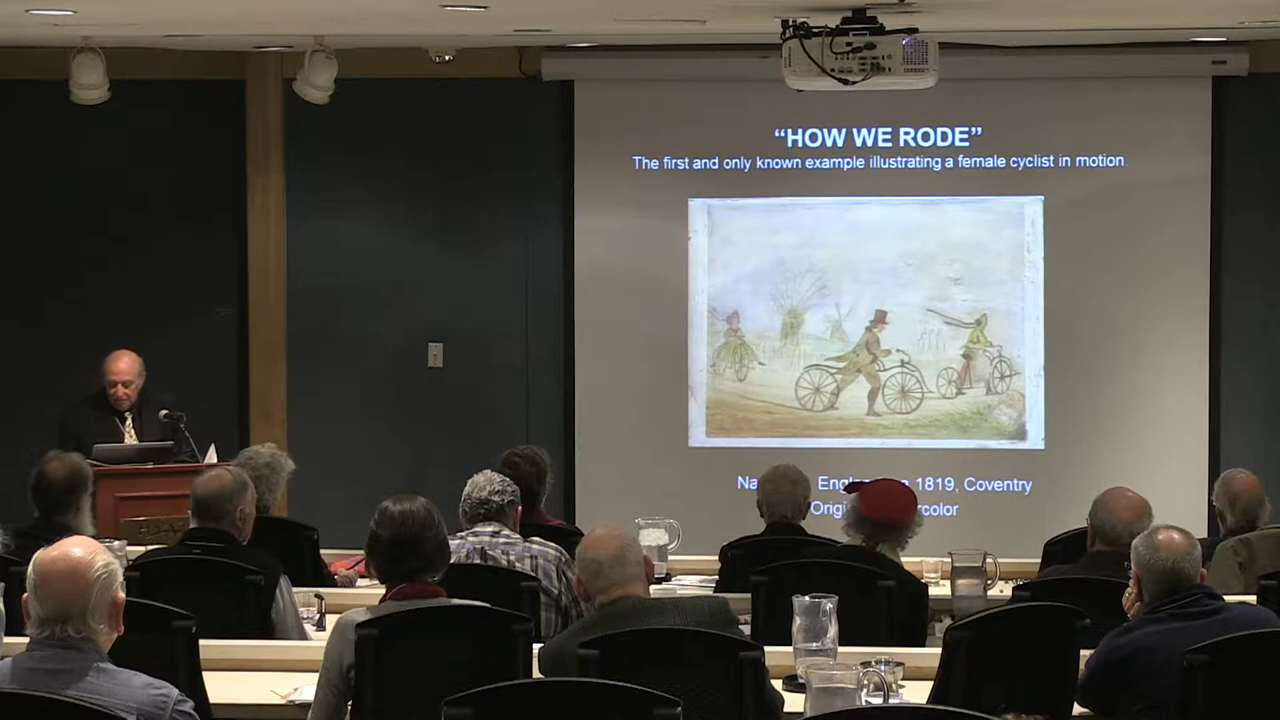 “HOW WE RODE”
The first and only known example illustrating a female cyclist in motion.
1819, Coventry